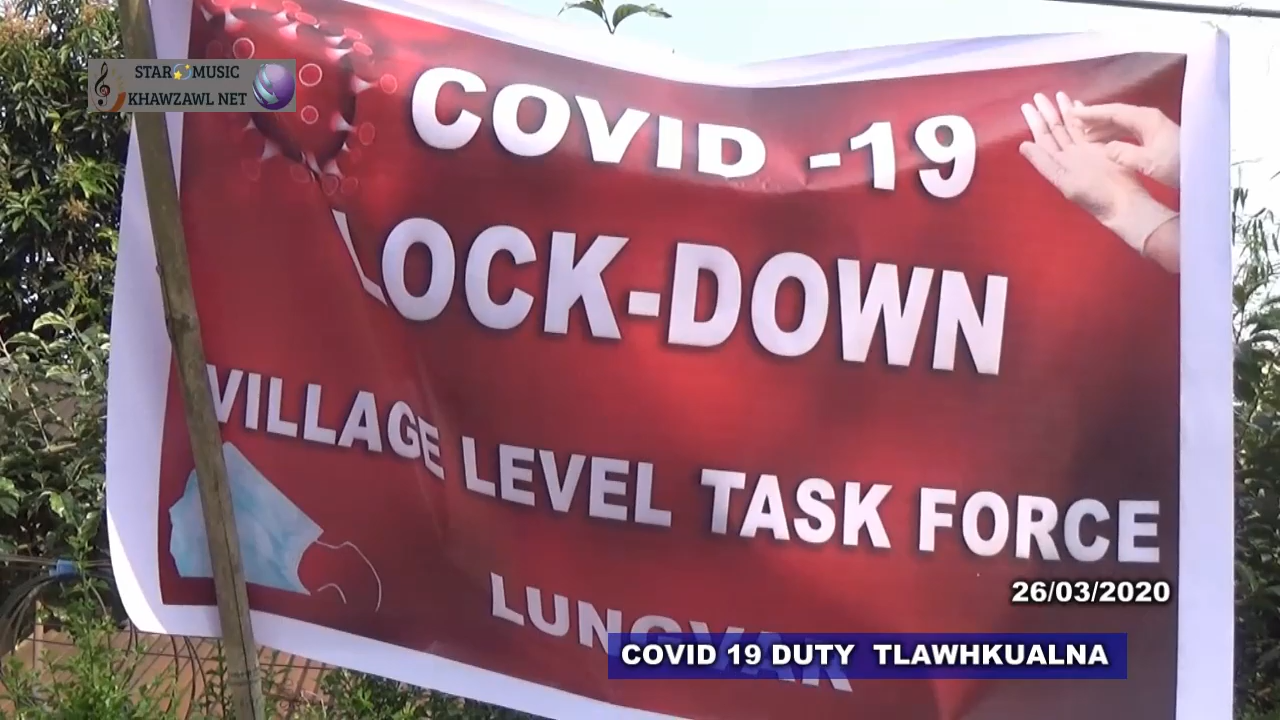 STAR MUSIC
KHAWZAWL NET
COVID -19
LOCK-DOWN
VILLAGE LEVEL TASK FORCE
LUNGVAR
26/03/2020
COVID 19 DUTY TLAWHKUALNA